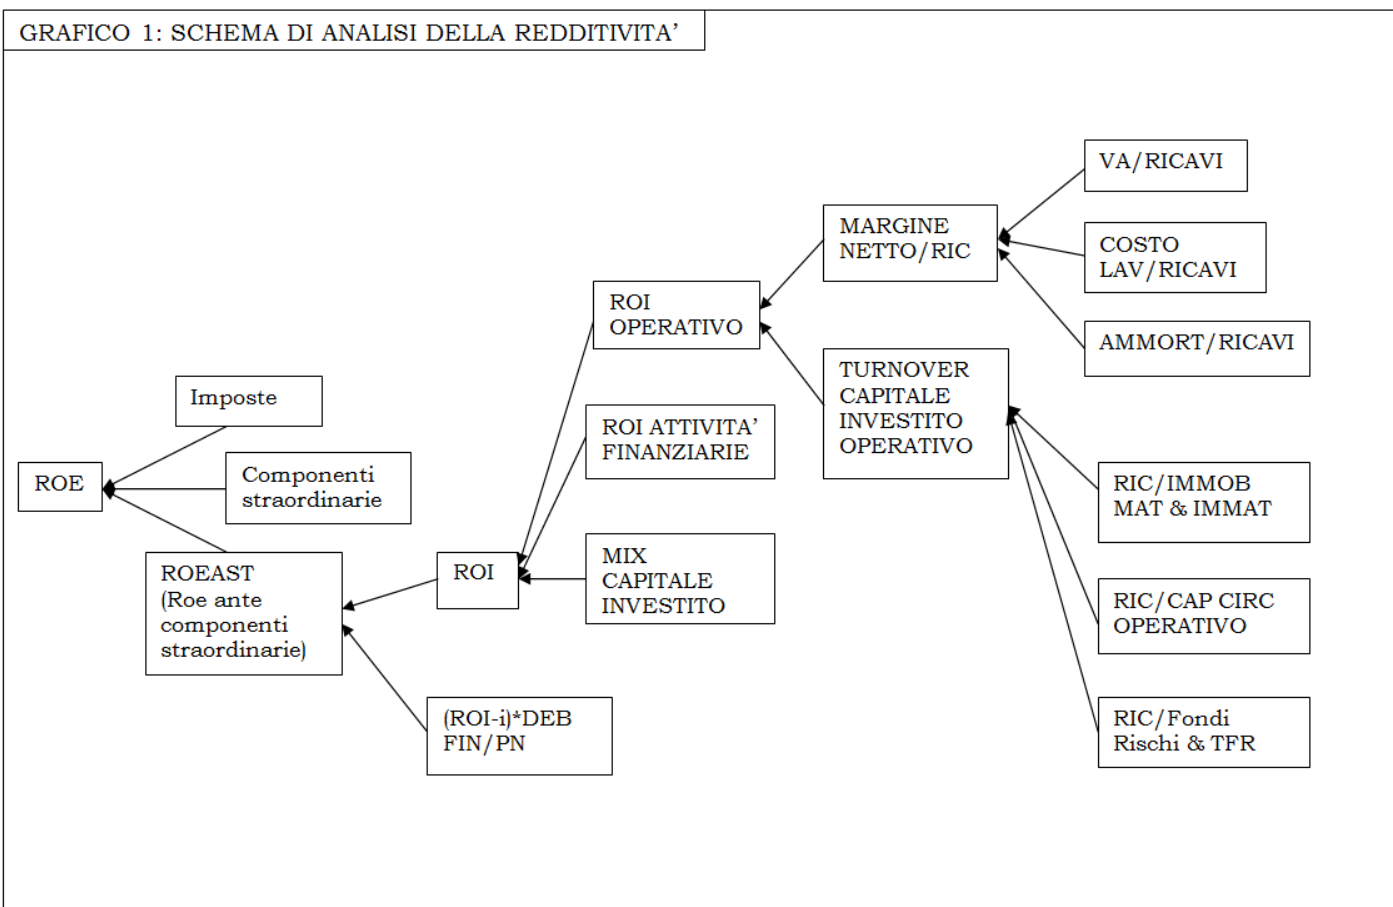 GRAFICO 1: SCHEMA DI ANALISI DELLA REDDITIVITA’
VA/RICAVI
MARGINE
NETTO/RIC
COSTO
LAV/RICAVI
ROI
OPERATIVO
AMMORT/RICAVI
TURNOVER
CAPITALE
INVESTITO
OPERATIVO
Imposte
ROI ATTIVITA’
FINANZIARIE
ROE
Componenti
straordinarie
RIC/IMMOB
MAT & IMMAT
ROEAST
(Roe ante
componenti
straordinarie)
ROI
MIX
CAPITALE
INVESTITO
RIC/CAP CIRC
OPERATIVO
(ROI-i)*DEB
FIN/PN
RIC/Fondi
Rischi & TFR